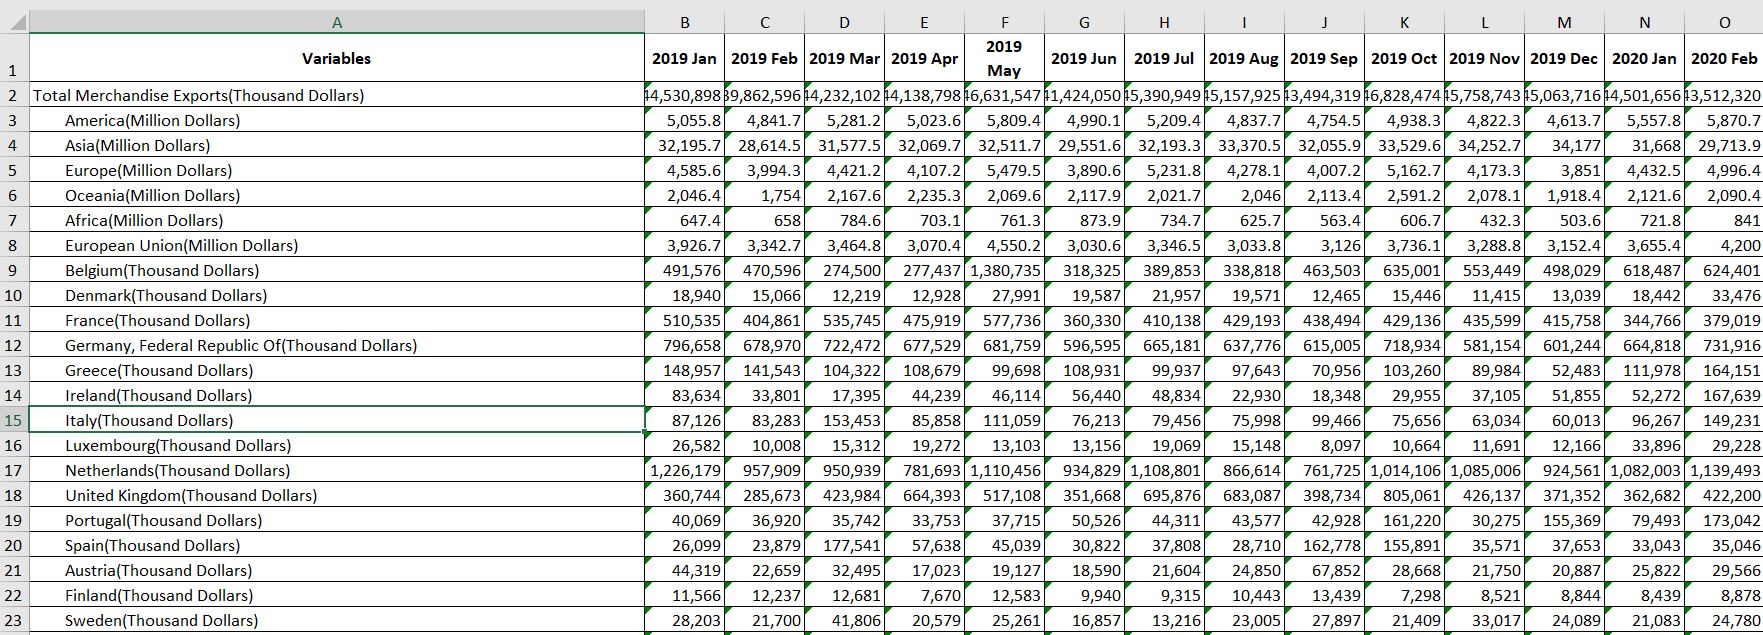 A B C D E F G H I J K L M N O
1 Variables 2019 Jan 2019 Feb 2019 Mar 2019 Apr 2019 May 2019 Jun 2019 Jul 2019 Aug 2019 Sep 2019 Oct 2019 Nov 2019 Dec 2020 Jan 2020 Feb
2 Total Merchandise Exports(Thousand Dollars) 44,530,898 39,862,596 44,232,102 44,138,798 46,631,547 41,424,050 45,390,949 45,157,925 43,494,319 46,828,474 45,758,743 45,063,716 44,501,656 43,512,320
3 America(Million Dollars) 5,055.8 4,841.7 5,281.2 5,023.6 5,809.4 4,990.1 5,209.4 4,837.7 4,754.5 4,938.3 4,822.3 4,613.7 5,557.8 5,870.7
4 Asia(Million Dollars) 32,195.7 28,614.5 31,577.5 32,069.7 32,511.7 29,551.6 32,193.3 33,370.5 32,055.9 33,529.6 34,252.7 34,177 31,668 29,713.9
5 Europe(Million Dollars) 4,585.6 3,994.3 4,421.2 4,107.2 5,479.5 3,890.6 5,231.8 4,278.1 4,007.2 5,162.7 4,173.3 3,851 4,432.5 4,996.4
6 Oceania(Million Dollars) 2,046.4 1,754 2,167.6 2,235.3 2,069.6 2,117.9 2,021.7 2,046 2,113.4 2,591.2 2,078.1 1,918.4 2,121.6 2,090.4
7 Africa(Million Dollars) 647.4 658 784.6 703.1 761.3 873.9 734.7 625.7 563.4 606.7 432.3 503.6 721.8 841
8 European Union(Million Dollars) 3,926.7 3,342.7 3,464.8 3,070.4 4,550.2 3,030.6 3,346.5 3,033.8 3,126 3,736.1 3,288.8 3,152.4 3,655.4 4,200
9 Belgium(Thousand Dollars) 491,576 470,596 274,500 277,437 1,380,735 318,325 389,853 338,818 463,503 635,001 553,449 498,029 618,487 624,401
10 Denmark(Thousand Dollars) 18,940 15,066 12,219 12,928 27,991 19,587 21,957 19,571 12,465 15,446 11,415 13,039 18,442 33,476
11 France(Thousand Dollars) 510,535 404,861 535,745 475,919 577,736 360,330 410,138 429,193 438,494 429,136 435,599 415,758 344,766 379,019
12 Germany, Federal Republic Of(Thousand Dollars) 796,658 678,970 722,472 677,529 681,759 596,595 665,181 637,776 615,005 718,934 581,154 601,244 664,818 731,916
13 Greece(Thousand Dollars) 148,957 141,543 104,322 108,679 99,698 108,931 99,937 97,643 70,956 103,260 89,984 52,483 111,978 164,151
14 Ireland(Thousand Dollars) 83,634 33,801 17,395 44,239 46,114 56,440 48,834 22,930 18,348 29,955 37,105 51,855 52,272 167,639
15 Italy(Thousand Dollars) 87,126 83,283 153,453 85,858 111,059 76,213 79,456 75,998 99,466 75,656 63,034 60,013 96,267 149,231
16 Luxembourg(Thousand Dollars) 26,582 10,008 15,312 19,272 13,103 13,156 19,069 15,148 8,097 10,664 11,691 12,166 33,896 29,228
17 Netherlands(Thousand Dollars) 1,226,179 957,909 950,939 781,693 1,110,456 934,829 1,108,801 866,614 761,725 1,014,106 1,085,006 924,561 1,082,003 1,139,493
18 United Kingdom(Thousand Dollars) 360,744 285,673 423,984 664,393 517,108 351,668 695,876 683,087 398,734 805,061 426,137 371,352 362,682 422,200
19 Portugal(Thousand Dollars) 40,069 36,920 35,742 33,753 37,715 50,526 44,311 43,577 42,928 161,220 30,275 155,369 79,493 173,042
20 Spain(Thousand Dollars) 26,099 23,879 177,541 57,638 45,039 30,822 37,808 28,710 162,778 155,891 35,571 37,653 33,043 35,046
21 Austria(Thousand Dollars) 44,319 22,659 32,495 17,023 19,127 18,590 21,604 24,850 67,852 28,668 21,750 20,887 25,822 29,566
22 Finland(Thousand Dollars) 11,566 12,237 12,681 7,670 12,583 9,940 9,315 10,443 13,439 7,298 8,521 8,844 8,439 8,878
23 Sweden(Thousand Dollars) 28,203 21,700 41,806 20,579 25,261 16,857 13,216 23,005 27,897 21,409 33,017 24,089 21,083 24,780